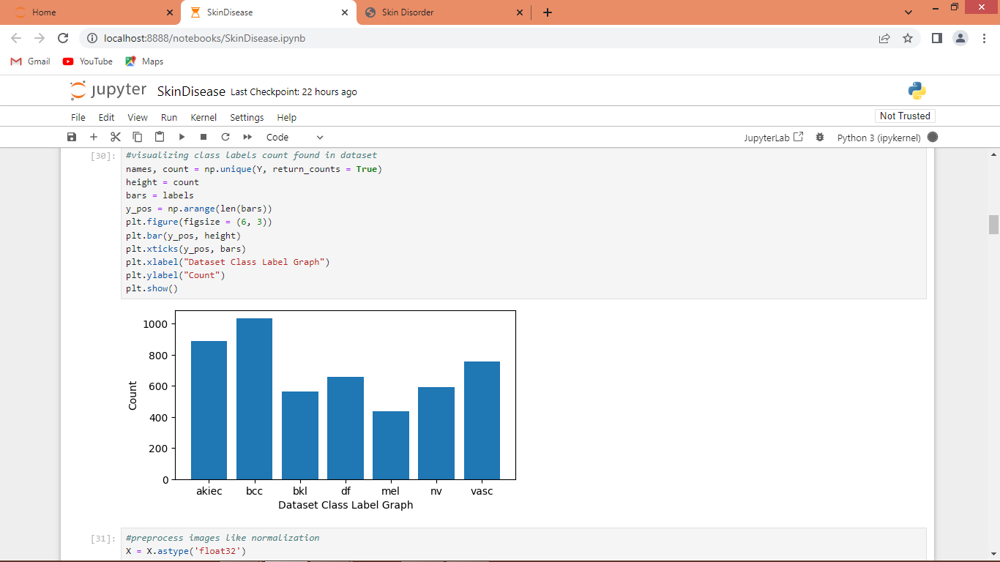 Home
SkinDisease
Skin Disorder
localhost:8888/notebooks/SkinDisease.ipynb
Gmail YouTube Maps
jupyter SkinDisease Last Checkpoint: 22 hours ago
File Edit View Run Kernel Settings Help
Not Trusted
Code
JupyterLab
Python 3 (ipykernel)
[30]:
#visualizing class labels count found in dataset
names, count = np.unique(Y, return_counts = True)
height = count
bars = labels
y_pos = np.arange(len(bars))
plt.figure(figsize = (6, 3))
plt.bar(y_pos, height)
plt.xticks(y_pos, bars)
plt.xlabel("Dataset Class Label Graph")
plt.ylabel("Count")
plt.show()
1000
800
600
400
200
0
Count
akiec bcc bkl df mel nv vasc
Dataset Class Label Graph
[31]:
#preprocess images like normalization
X = X.astype('float32')